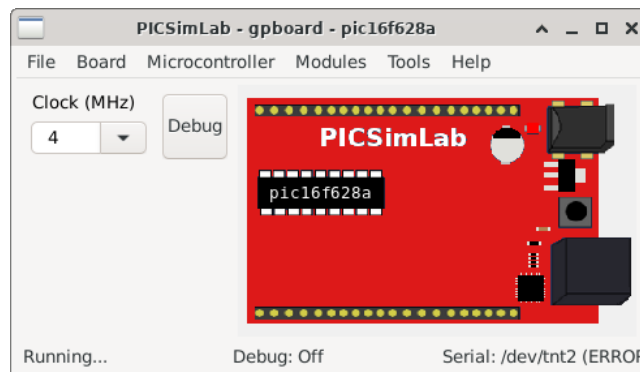 PICSimLab - gpboard - pic16f628a
File Board Microcontroller Modules Tools Help
Clock (MHz)
4
Debug
PICSimLab
pic16f628a
Running... Debug: Off Serial: /dev/tnt2 (ERROR